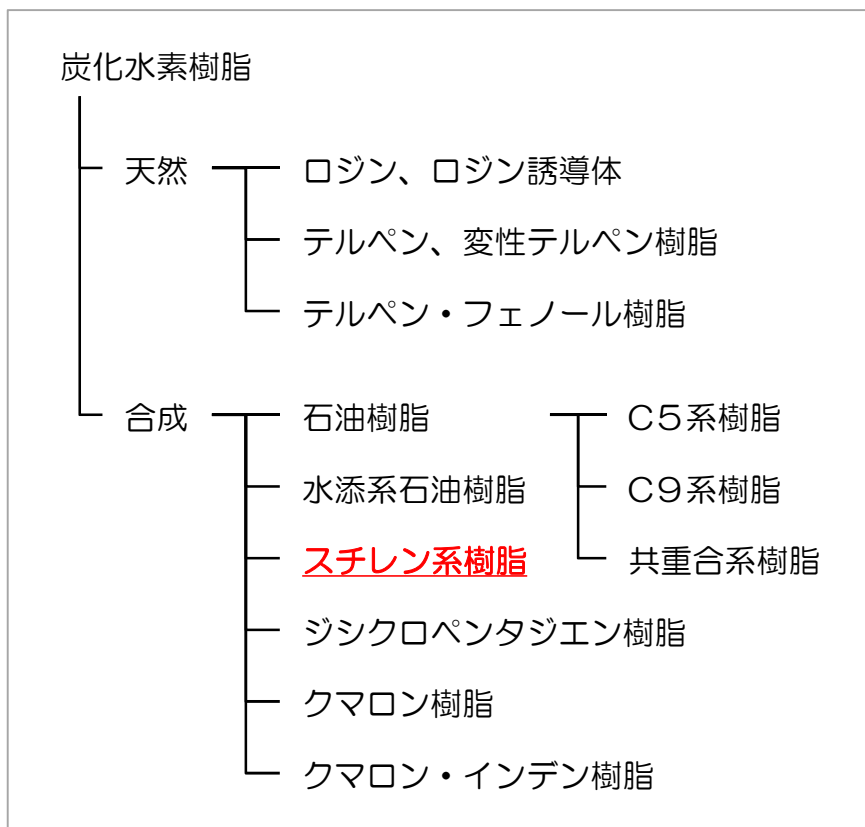 炭化水素樹脂
天然 ロジン、ロジン誘導体
テルペン、変性テルペン樹脂
テルペン・フェノール樹脂
合成 石油樹脂 C5系樹脂
水添系石油樹脂 C9系樹脂
スチレン系樹脂 共重合系樹脂
ジシクロペンタジエン樹脂
クマロン樹脂
クマロン・インデン樹脂